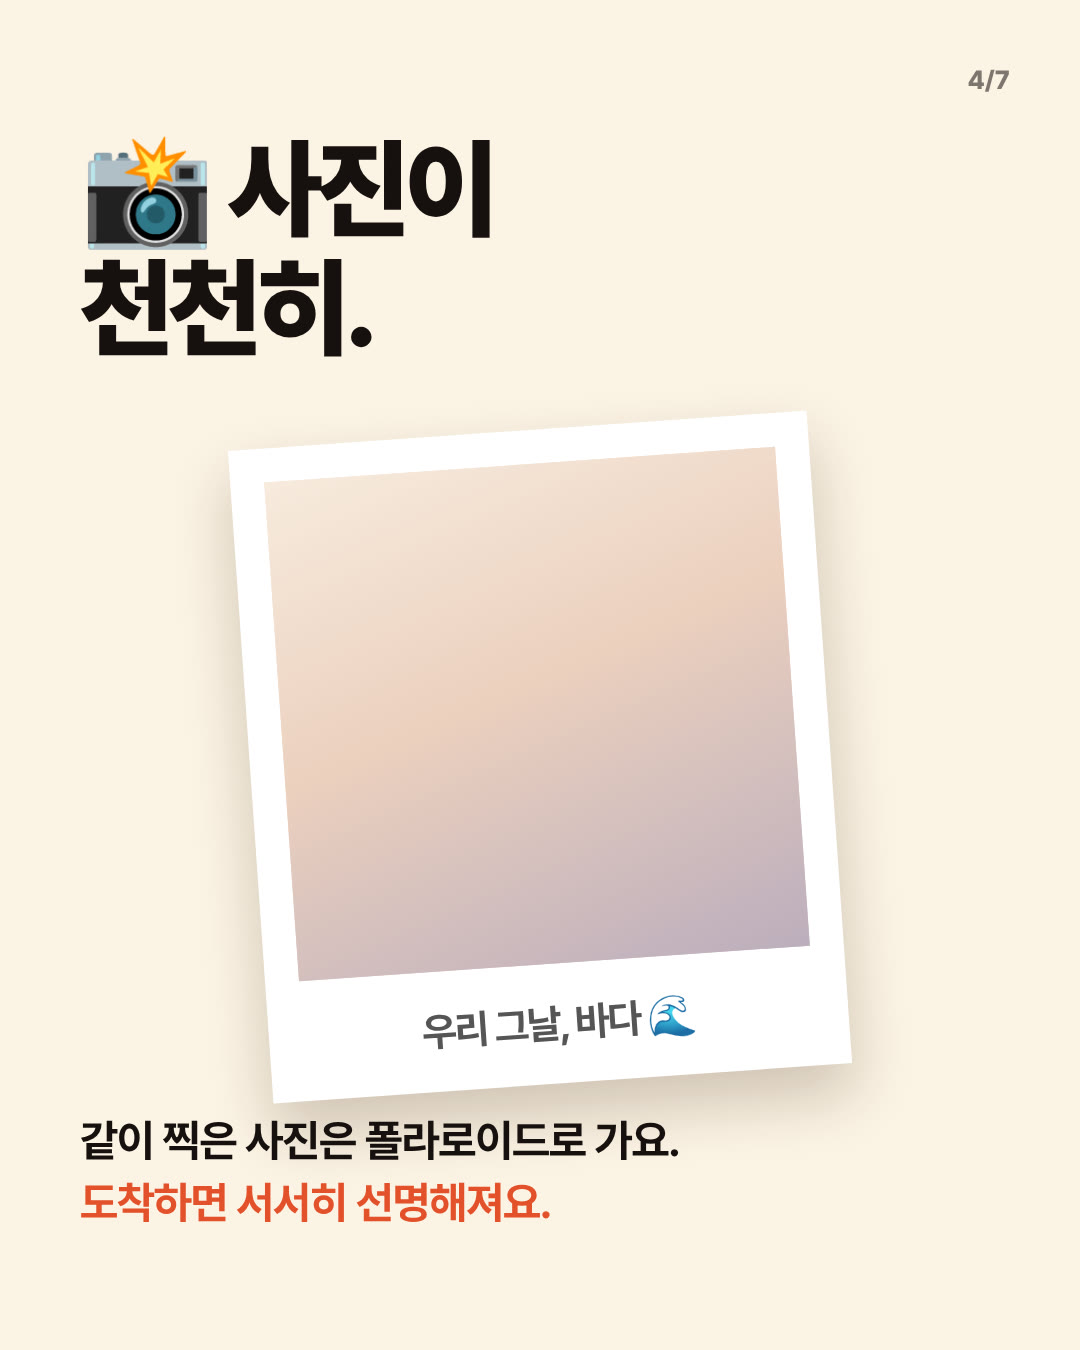 4/7
📸 사진이
천천히.
우리 그날, 바다 🌊
같이 찍은 사진은 폴라로이드로 가요.
도착하면 서서히 선명해져요.